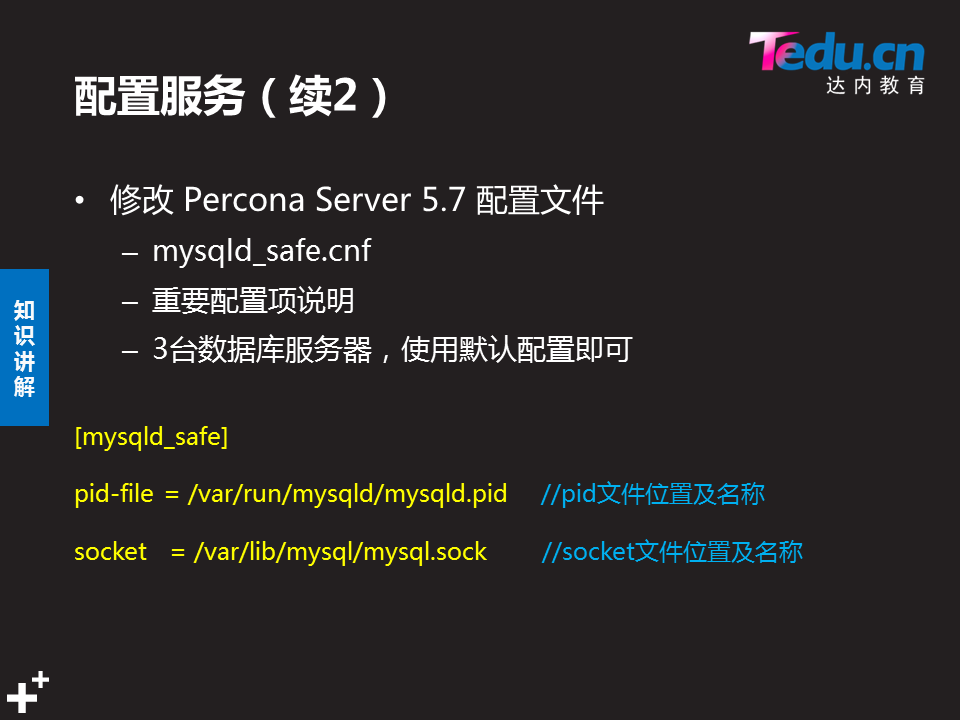 Tedu.cn
达内教育
配置服务（续2）
• 修改 Percona Server 5.7 配置文件
– mysqld_safe.cnf
– 重要配置项说明
– 3台数据库服务器，使用默认配置即可
知识讲解
[mysqld_safe]
pid-file = /var/run/mysqld/mysqld.pid //pid文件位置及名称
socket = /var/lib/mysql/mysql.sock //socket文件位置及名称